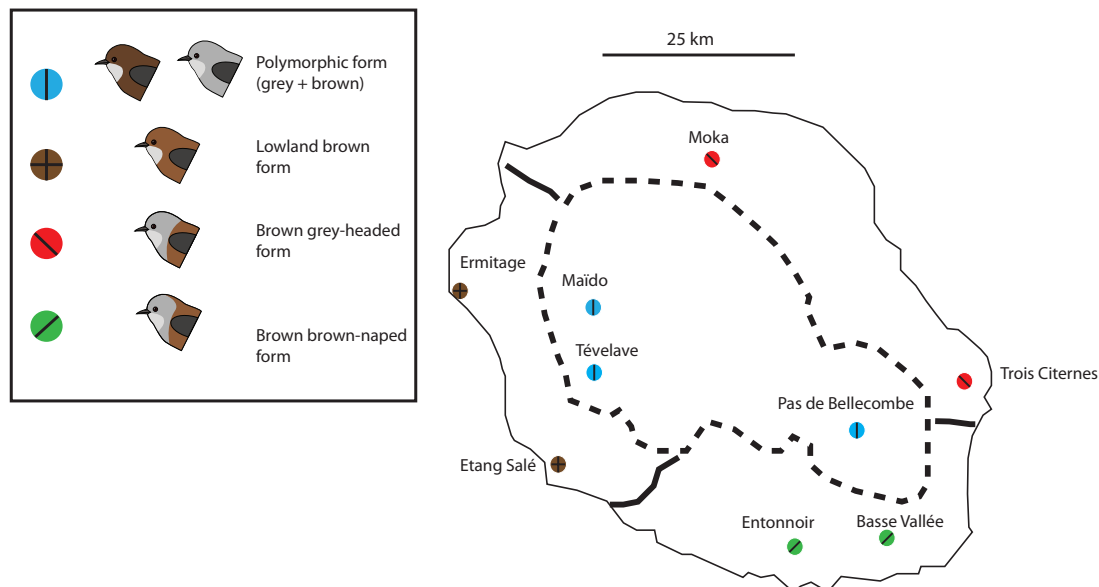 Polymorphic form
(grey + brown)
Lowland brown
form
Brown grey-headed
form
Brown brown-naped
form
25 km
Moka
Ermitage
Maïdo
Tévelave
Trois Citernes
Pas de Bellecombe
Etang Salé
Entonnoir
Basse Vallée